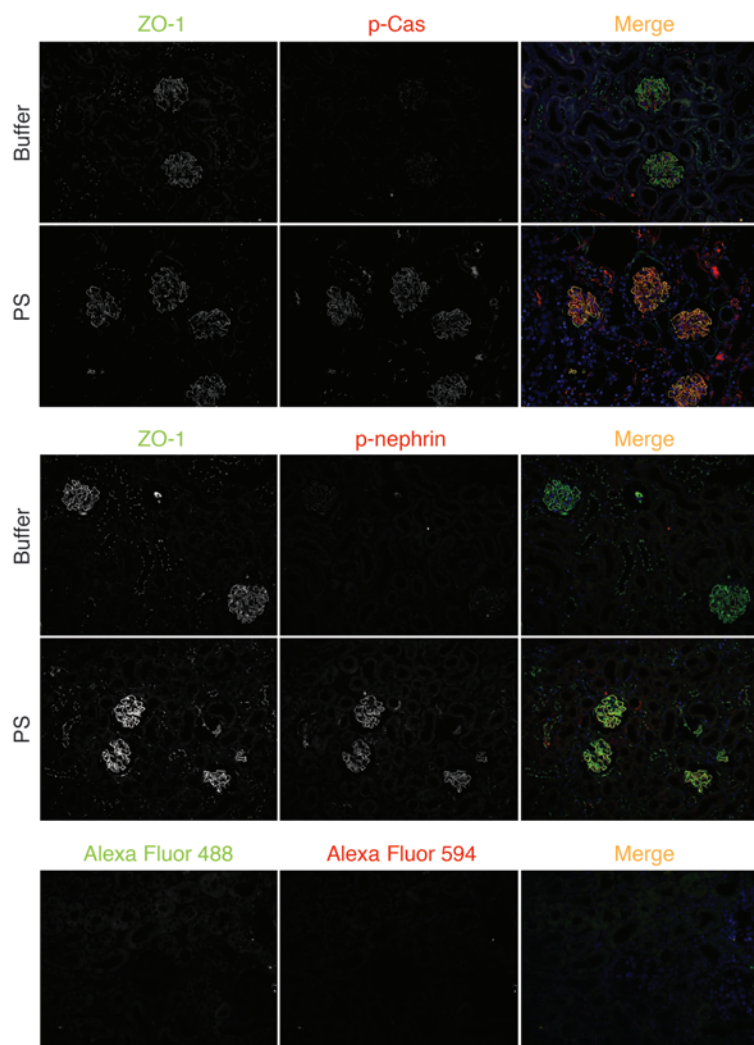 ZO-1 p-Cas Merge
Buffer
PS
ZO-1 p-nephrin Merge
Buffer
PS
Alexa Fluor 488 Alexa Fluor 594 Merge